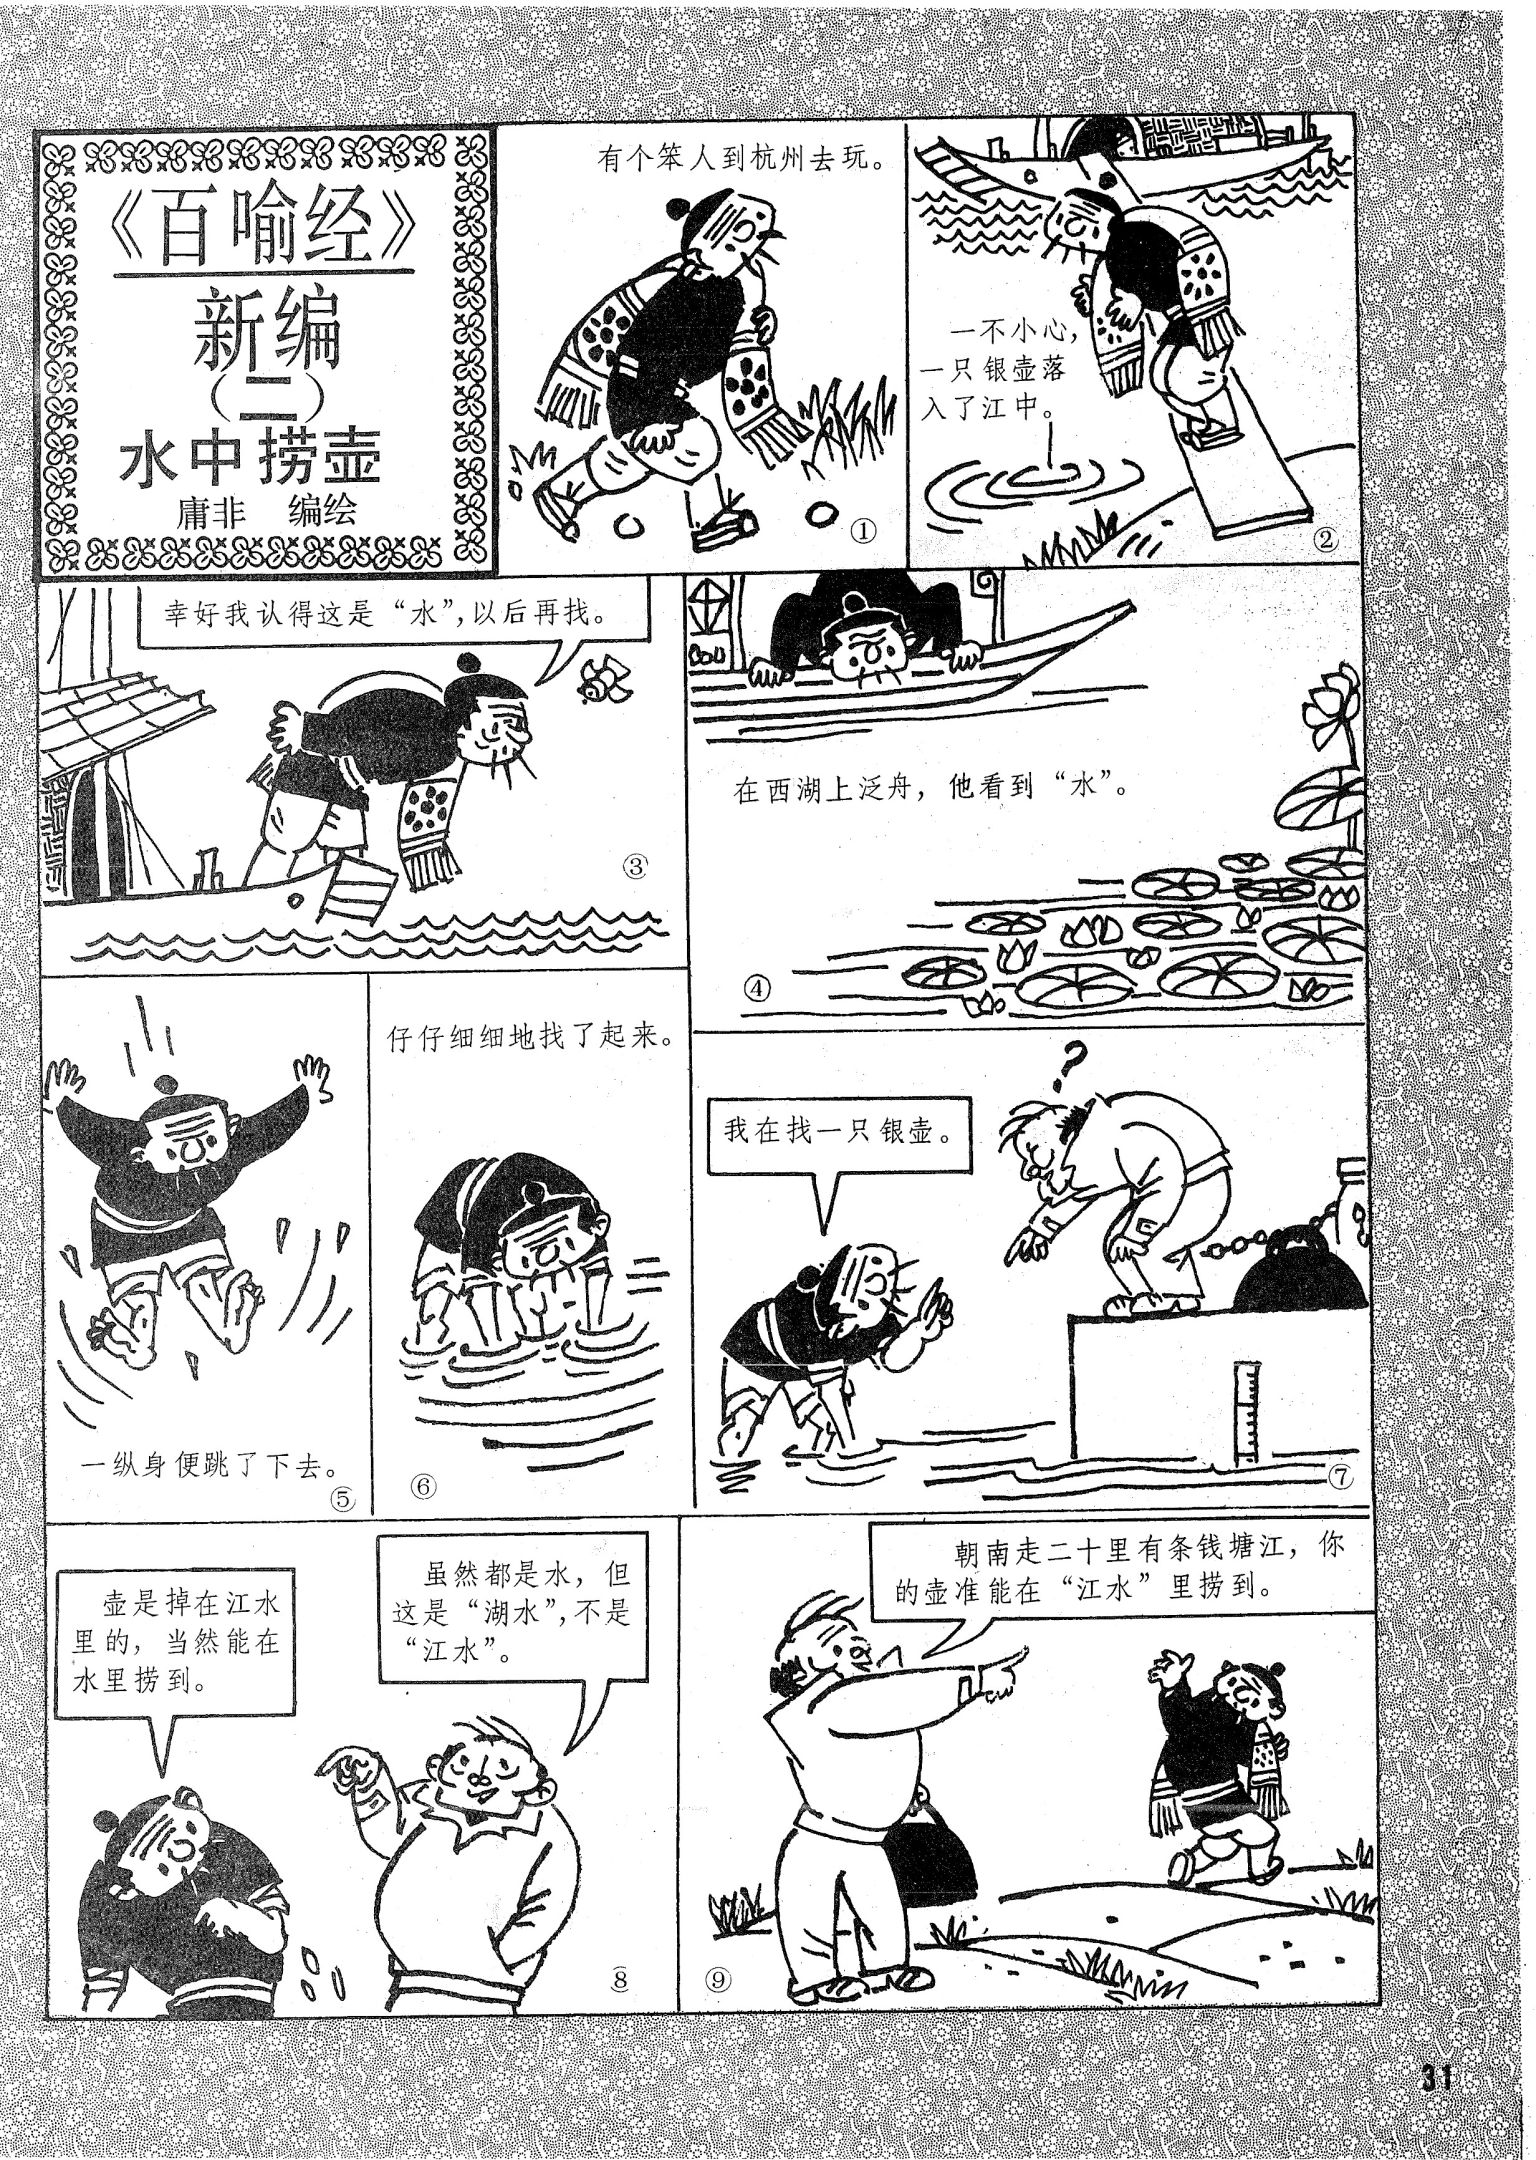 《百喻经》
新编
（二）
水中捞壶
庸非 编绘
有个笨人到杭州去玩。
①
一不小心，
一只银壶落
入了江中。
②
幸好我认得这是“水”，以后再找。
③
在西湖上泛舟，他看到“水”。
④
一纵身便跳了下去。
⑤
仔仔细细地找了起来。
⑥
?
我在找一只银壶。
⑦
壶是掉在江水
里的，当然能在
水里捞到。
虽然都是水，但
这是“湖水”，不是
“江水”。
⑧
朝南走二十里有条钱塘江，你
的壶准能在“江水”里捞到。
⑨
31